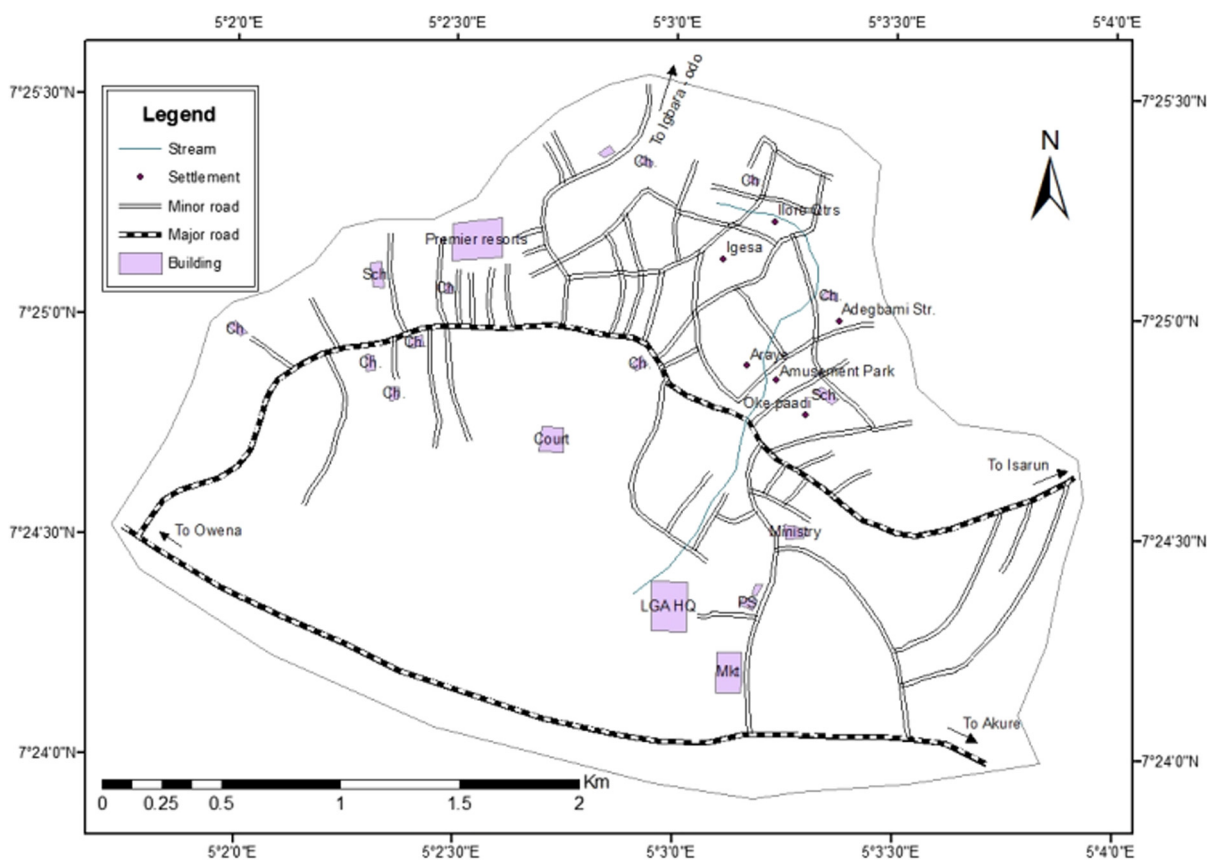 5°2'0"E 5°2'30"E 5°3'0"E 5°3'30"E 5°4'0"E
7°25'30"N
7°25'30"N
Legend
Stream
Settlement
Minor road
Major road
Building
To Igbara - odo
N
Ch.
Ch.
Ilore Qtrs
Premier resorts
Igesa
Sch.
Ch.
Ch.
7°25'0"N
7°25'0"N
Adegbami Str.
Ch.
Ch.
Ch.
Ch.
Araye
Amusement Park
Ch.
Sch.
Oke paadi
Court
To Isarun
7°24'30"N
To Owena
Ministry
7°24'30"N
LGA HQ
PS
Mkt
To Akure
7°24'0"N
7°24'0"N
Km
0 0.25 0.5 1 1.5 2
5°2'0"E 5°2'30"E 5°3'0"E 5°3'30"E 5°4'0"E